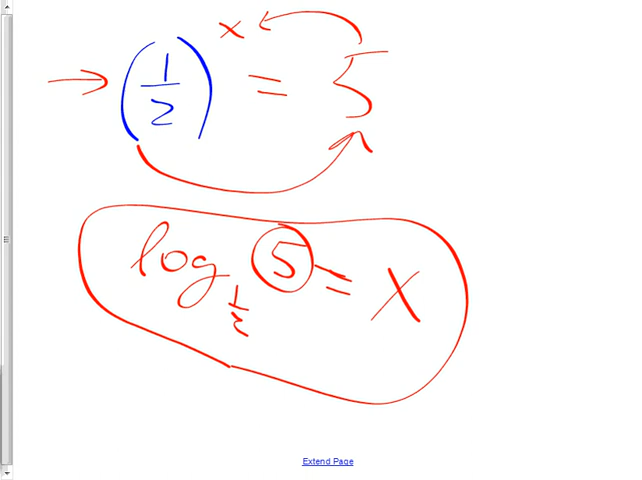 (1/2)^x = 5
log_{1/2} 5 = x
Extend Page